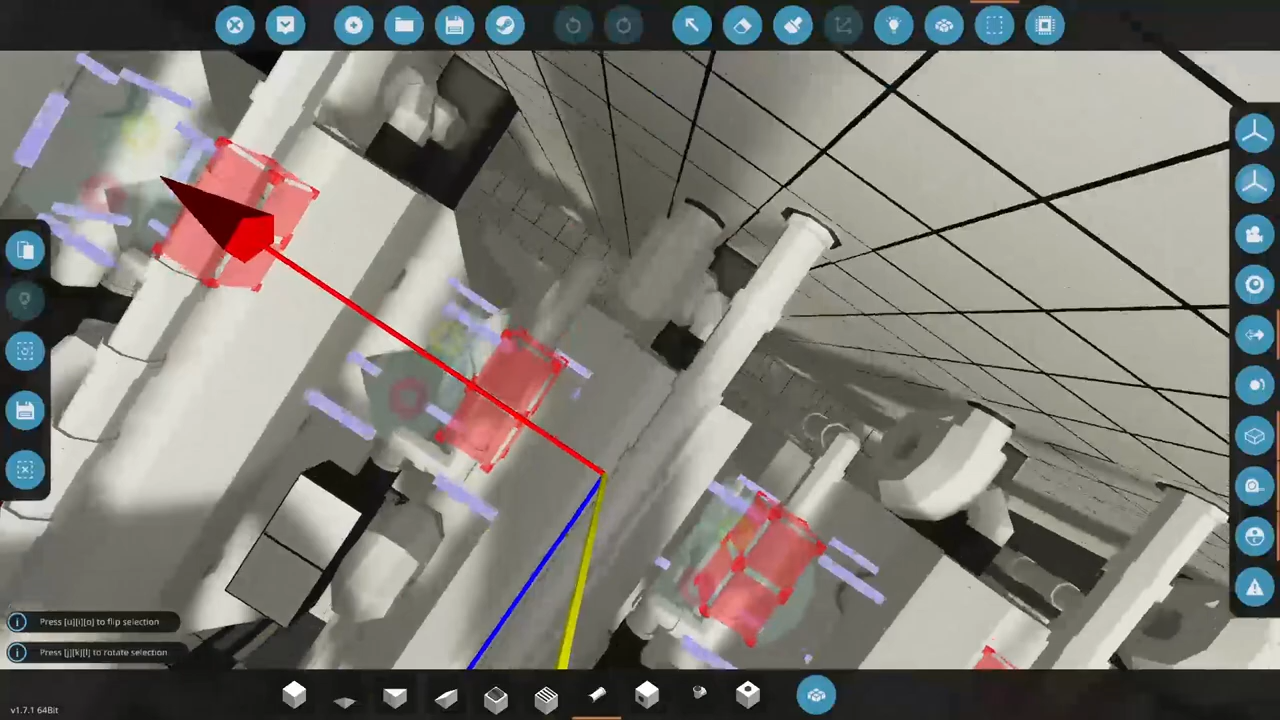 Press [u][i][o] to flip selection
Press [j][k][l] to rotate selection
v1.7.1 64Bit